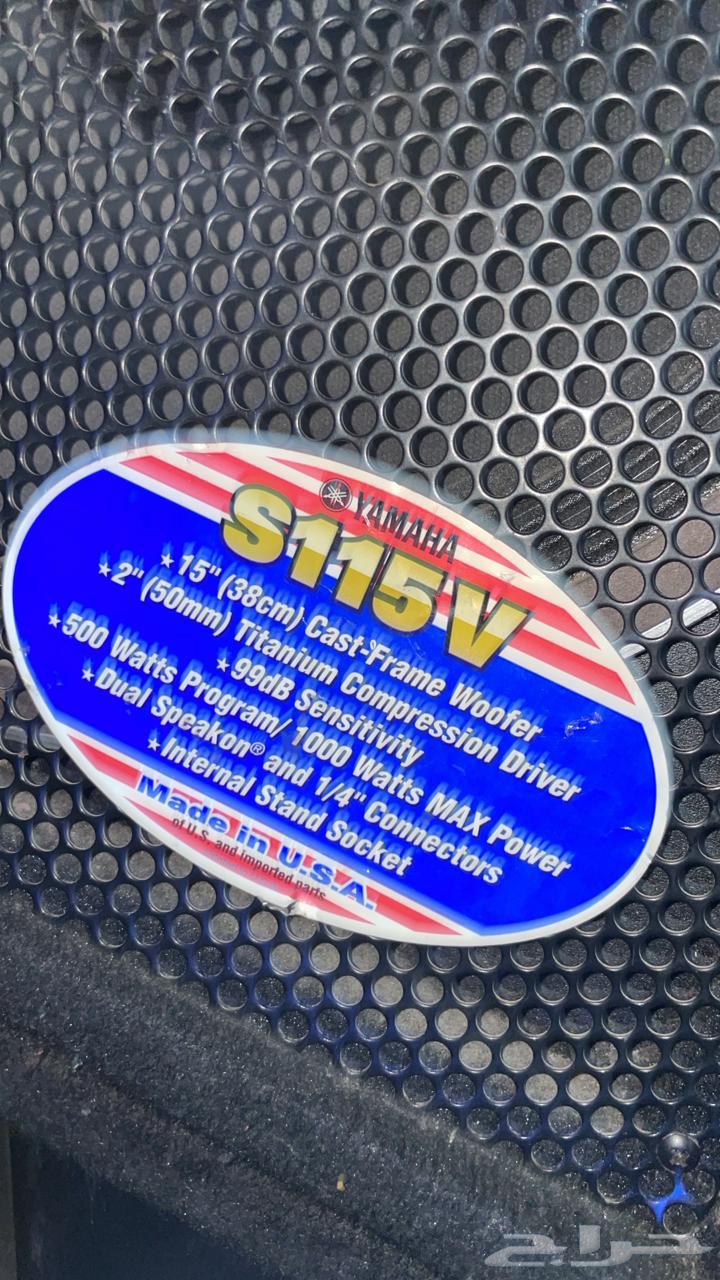 YAMAHA
S115V
★ 15" (38cm) Cast-Frame Woofer
★ 2" (50mm) Titanium Compression Driver
★ 99dB Sensitivity
★ 500 Watts Program/ 1000 Watts MAX Power
★ Dual Speakon® and 1/4" Connectors
★ Internal Stand Socket
Made in U.S.A.
of U.S. and imported parts
حراج